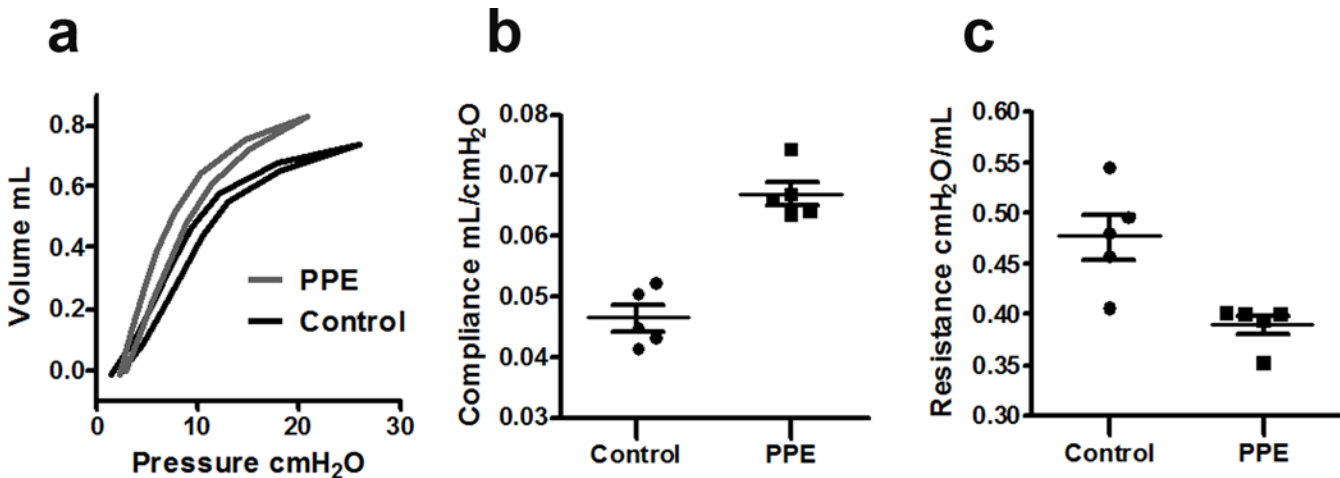 a
Volume mL
0.8
0.6
0.4
0.2
0.0
0
10
20
30
Pressure cmH₂O
PPE
Control
b
Compliance mL/cmH₂O
0.08
0.07
0.06
0.05
0.04
0.03
Control
PPE
c
Resistance cmH₂O/mL
0.60
0.55
0.50
0.45
0.40
0.35
0.30
Control
PPE